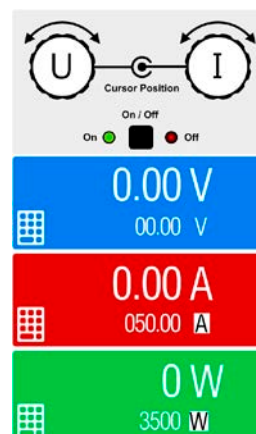 U I
Cursor Position
On / Off
On Off
0.00 V
00.00 V
0.00 A
050.00 A
0 W
3500 W